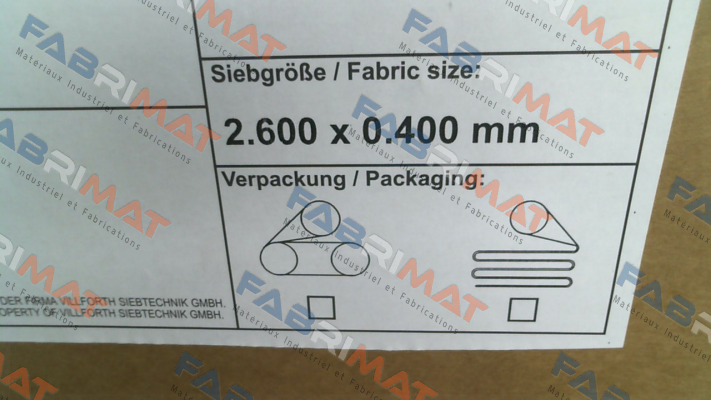 Siebgröße / Fabric size:
2.600 x 0.400 mm
Verpackung / Packaging:
DER FIRMA VILLFORTH SIEBTECHNIK GMBH.
OPERTY OF VILLFORTH SIEBTECHNIK GMBH.
FABRIMAT
Materiaux Industriel et Fabrications